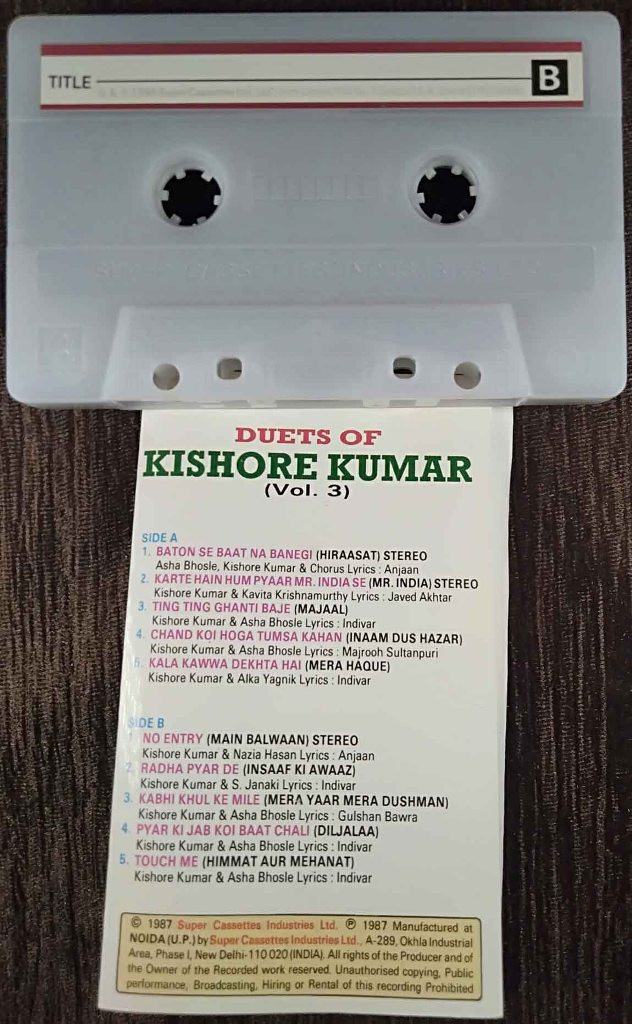 TITLE B
DUETS OF
KISHORE KUMAR
(Vol. 3)
SIDE A
1. BATON SE BAAT NA BANEGI (HIRAASAT) STEREO
Asha Bhosle, Kishore Kumar & Chorus Lyrics : Anjaan
2. KARTE HAIN HUM PYAAR MR. INDIA SE (MR. INDIA) STEREO
Kishore Kumar & Kavita Krishnamurthy Lyrics : Javed Akhtar
3. TING TING GHANTI BAJE (MAJAAL)
Kishore Kumar & Asha Bhosle Lyrics : Indivar
4. CHAND KOI HOGA TUMSA KAHAN (INAAM DUS HAZAR)
Kishore Kumar & Asha Bhosle Lyrics : Majrooh Sultanpuri
5. KALA KAWWA DEKHTA HAI (MERA HAQUE)
Kishore Kumar & Alka Yagnik Lyrics : Indivar
SIDE B
1. NO ENTRY (MAIN BALWAAN) STEREO
Kishore Kumar & Nazia Hasan Lyrics : Anjaan
2. RADHA PYAR DE (INSAAF KI AWAAZ)
Kishore Kumar & S. Janaki Lyrics : Indivar
3. KABHI KHUL KE MILE (MERA YAAR MERA DUSHMAN)
Kishore Kumar & Asha Bhosle Lyrics : Gulshan Bawra
4. PYAR KI JAB KOI BAAT CHALI (DILJALAA)
Kishore Kumar & Asha Bhosle Lyrics : Indivar
5. TOUCH ME (HIMMAT AUR MEHANAT)
Kishore Kumar & Asha Bhosle Lyrics : Indivar
© 1987 Super Cassettes Industries Ltd. ℗ 1987 Manufactured at
NOIDA (U.P.) by Super Cassettes Industries Ltd., A-289, Okhla Industrial
Area, Phase I, New Delhi-110 020 (INDIA). All rights of the Producer and of
the Owner of the Recorded work reserved. Unauthorised copying, Public
performance, Broadcasting, Hiring or Rental of this recording Prohibited